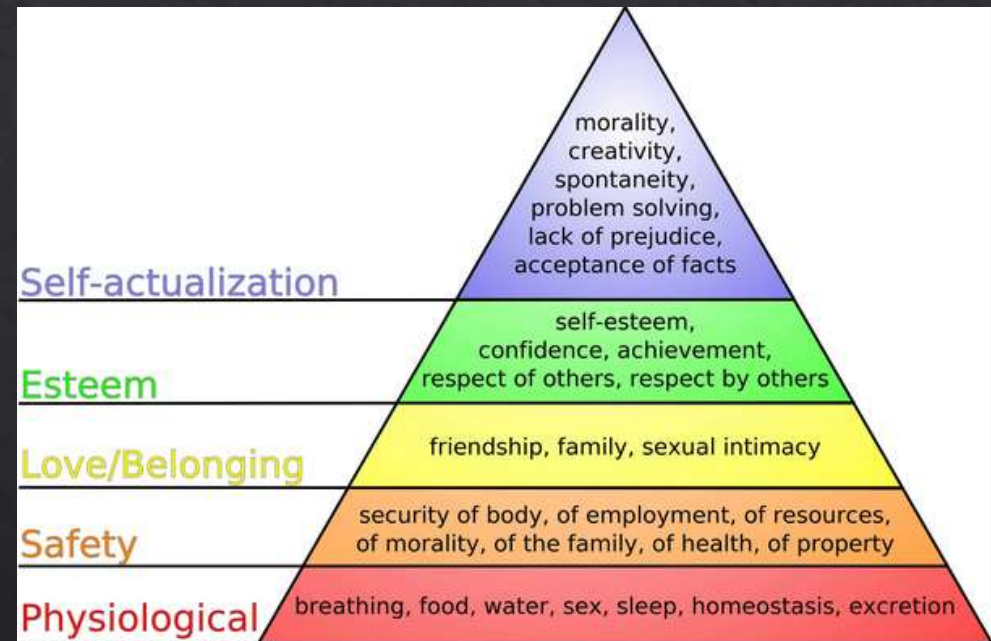 morality,
creativity,
spontaneity,
problem solving,
lack of prejudice,
acceptance of facts
Self-actualization
self-esteem,
confidence, achievement,
respect of others, respect by others
Esteem
friendship, family, sexual intimacy
Love/Belonging
security of body, of employment, of resources,
of morality, of the family, of health, of property
Safety
breathing, food, water, sex, sleep, homeostasis, excretion
Physiological